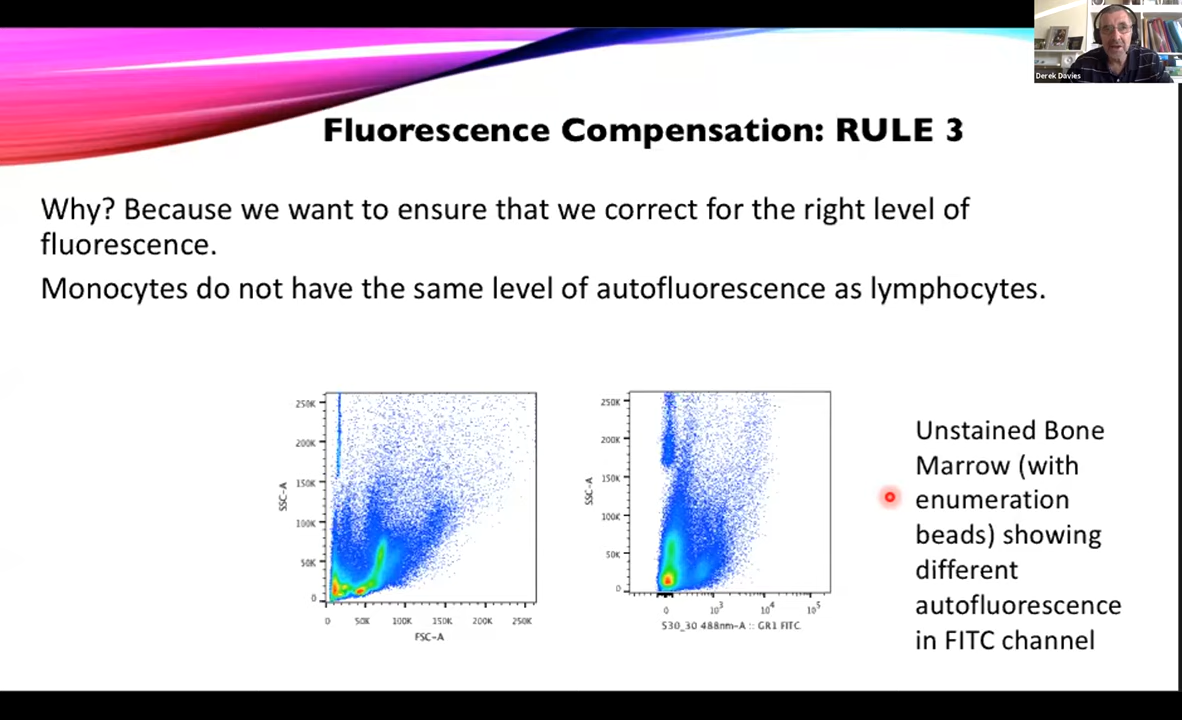 Derek Davies
Fluorescence Compensation: RULE 3
Why? Because we want to ensure that we correct for the right level of
fluorescence.
Monocytes do not have the same level of autofluorescence as lymphocytes.
250K
200K
150K
100K
50K
0
SSC-A
0 50K 100K 150K 200K 250K
FSC-A
250K
200K
150K
100K
50K
0
SSC-A
0 10³ 10⁴ 10⁵
530_30 488nm-A :: GR1 FITC
Unstained Bone
Marrow (with
enumeration
beads) showing
different
autofluorescence
in FITC channel